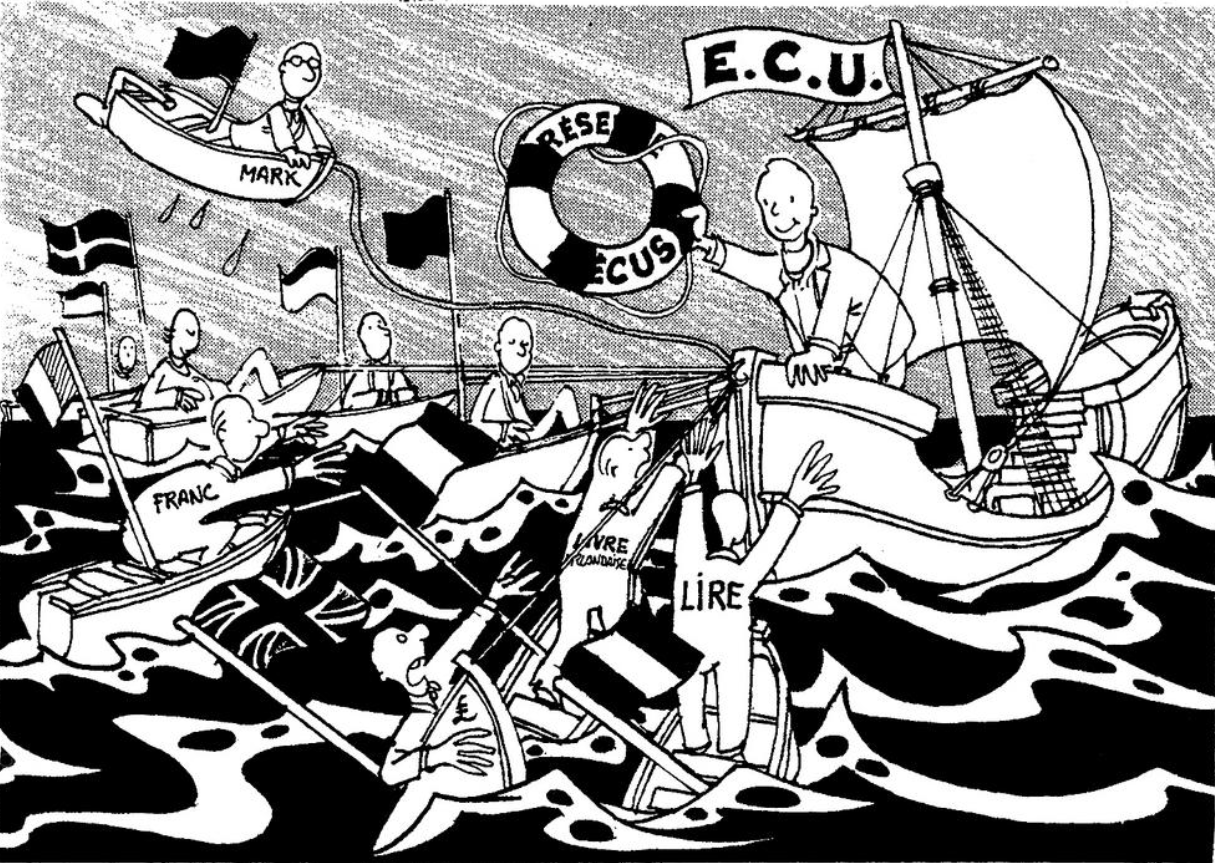 E.C.U.
RÉSE
ECUS
MARK
FRANC
LIVRE
IRLANDAISE
LIRE
£